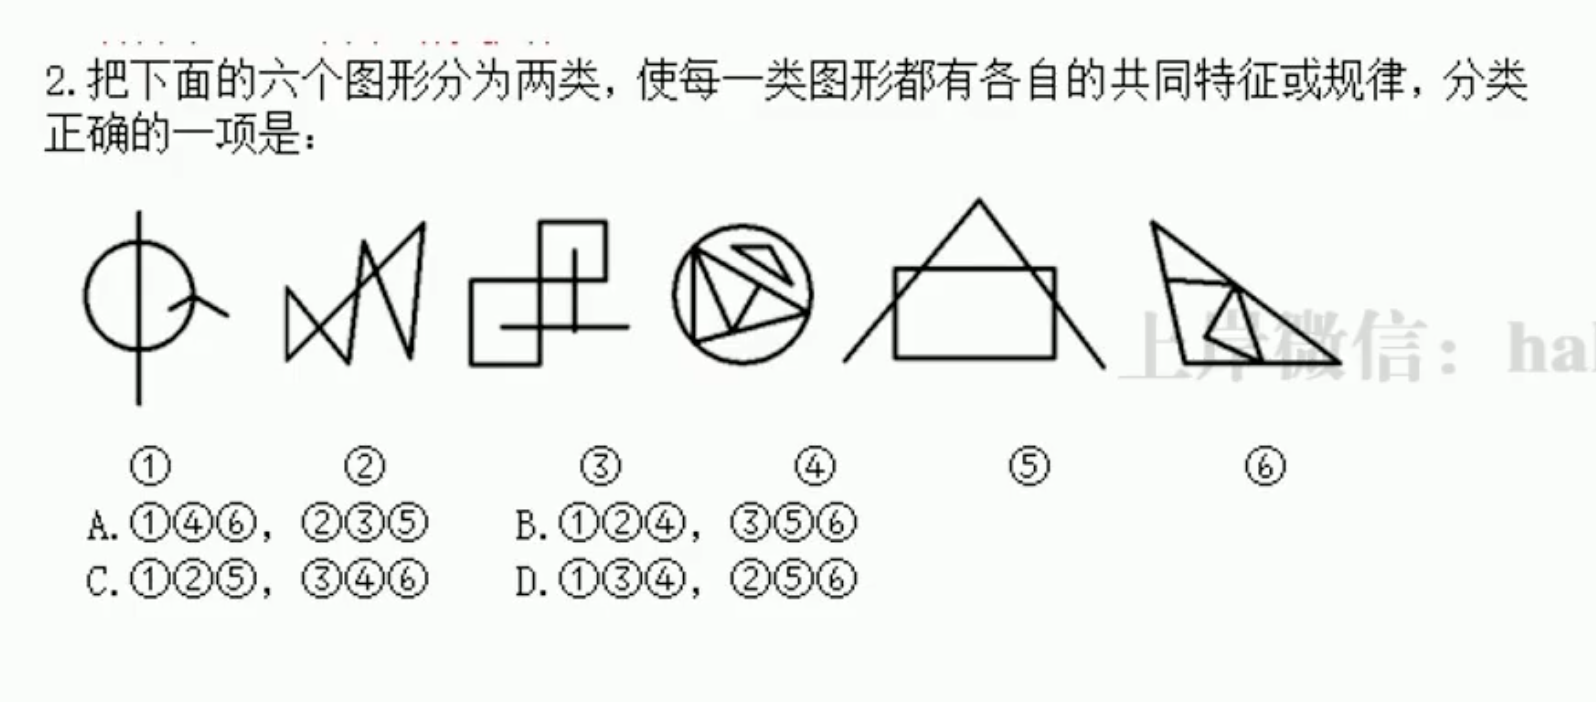 2.把下面的六个图形分为两类，使每一类图形都有各自的共同特征或规律，分类
正确的一项是：
上岸微信：hal
① ② ③ ④ ⑤ ⑥
A.①④⑥，②③⑤ B.①②④，③⑤⑥
C.①②⑤，③④⑥ D.①③④，②⑤⑥